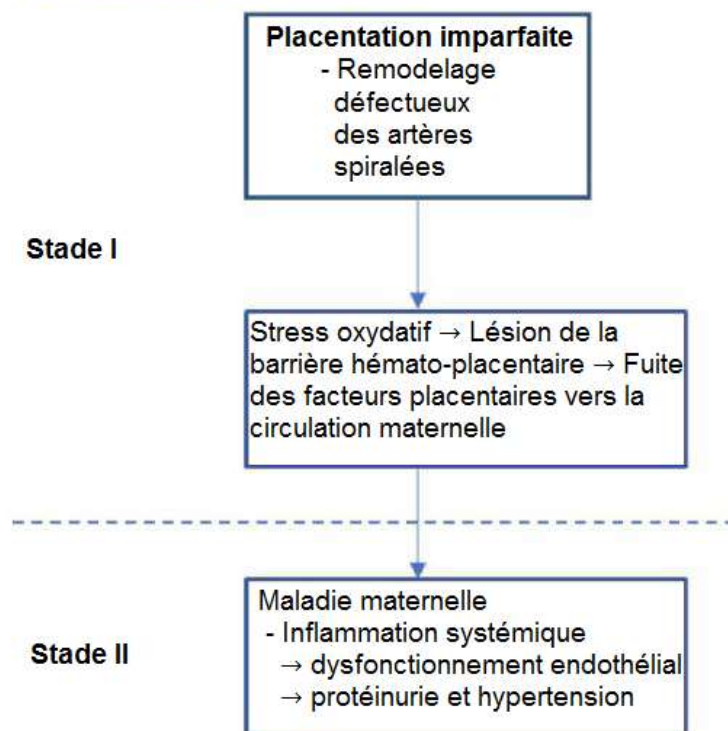 Placentation imparfaite
- Remodelage
défectueux
des artères
spiralées
Stade I
Stress oxydatif → Lésion de la
barrière hémato-placentaire → Fuite
des facteurs placentaires vers la
circulation maternelle
Maladie maternelle
- Inflammation systémique
Stade II
→ dysfonctionnement endothélial
→ protéinurie et hypertension